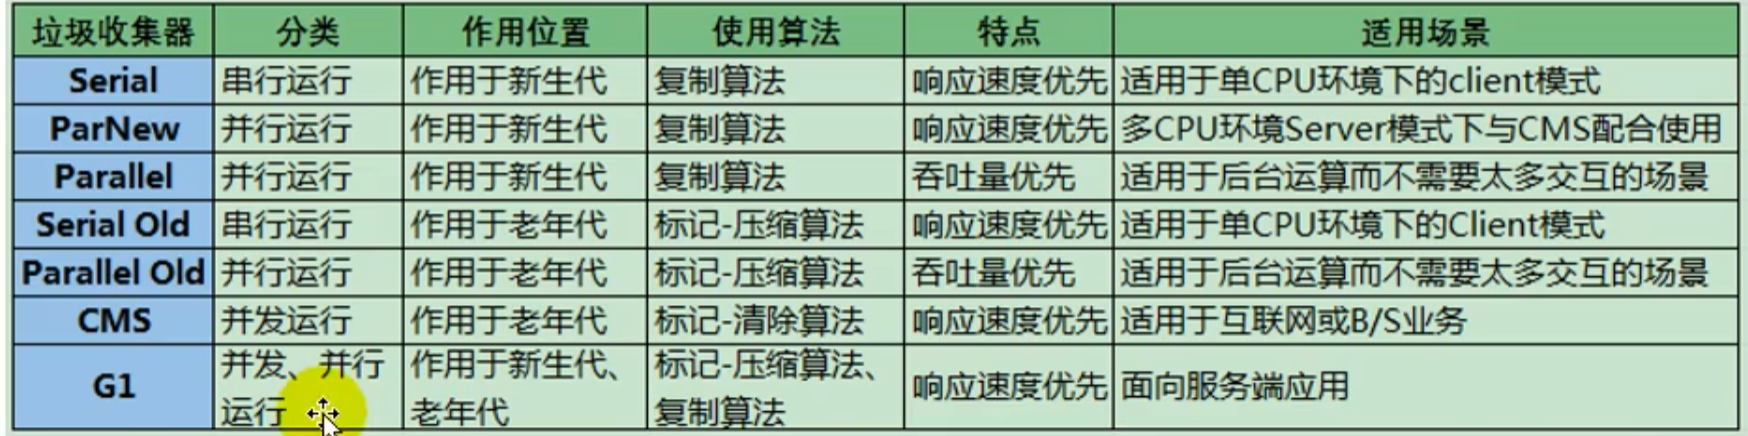 垃圾收集器 分类 作用位置 使用算法 特点 适用场景
Serial 串行运行 作用于新生代 复制算法 响应速度优先 适用于单CPU环境下的client模式
ParNew 并行运行 作用于新生代 复制算法 响应速度优先 多CPU环境Server模式下与CMS配合使用
Parallel 并行运行 作用于新生代 复制算法 吞吐量优先 适用于后台运算而不需要太多交互的场景
Serial Old 串行运行 作用于老年代 标记-压缩算法 响应速度优先 适用于单CPU环境下的Client模式
Parallel Old 并行运行 作用于老年代 标记-压缩算法 吞吐量优先 适用于后台运算而不需要太多交互的场景
CMS 并发运行 作用于老年代 标记-清除算法 响应速度优先 适用于互联网或B/S业务
G1 并发、并行运行 作用于新生代、老年代 标记-压缩算法、复制算法 响应速度优先 面向服务端应用